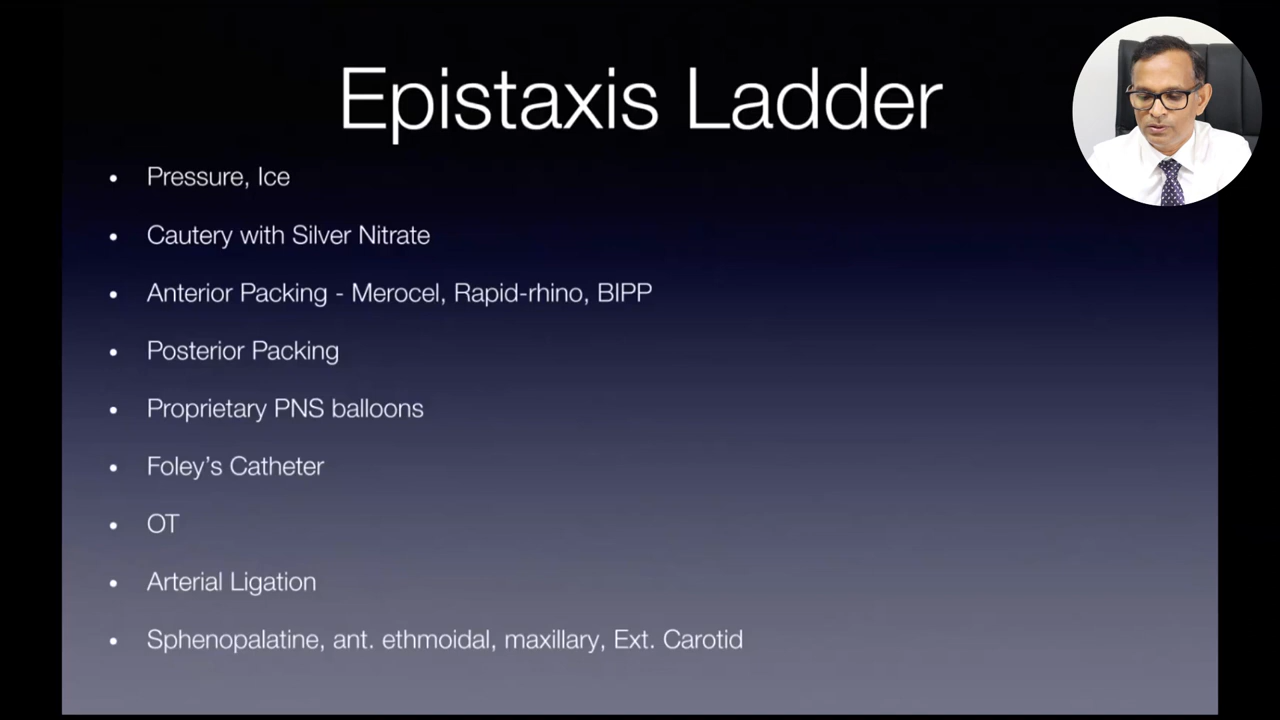 Epistaxis Ladder
• Pressure, Ice
• Cautery with Silver Nitrate
• Anterior Packing - Merocel, Rapid-rhino, BIPP
• Posterior Packing
• Proprietary PNS balloons
• Foley’s Catheter
• OT
• Arterial Ligation
• Sphenopalatine, ant. ethmoidal, maxillary, Ext. Carotid